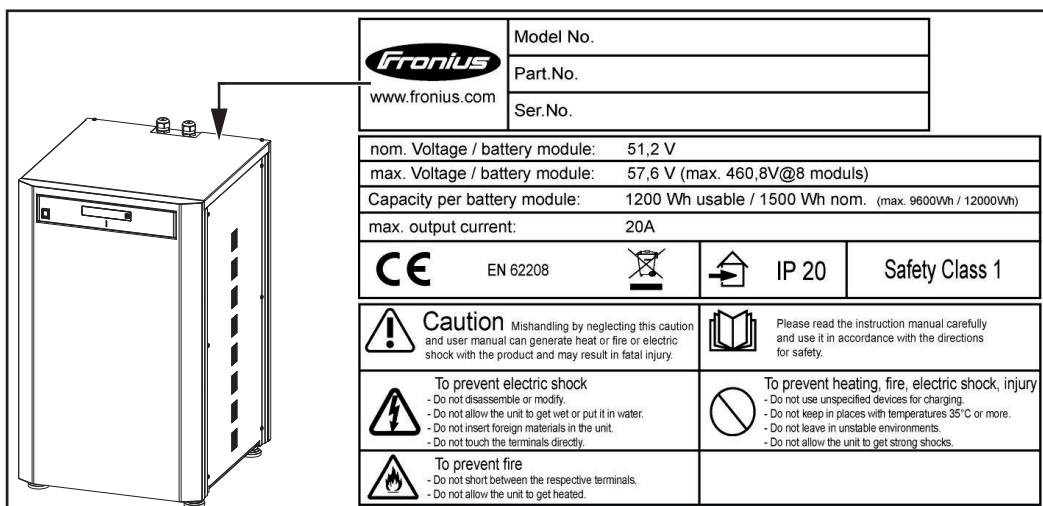 Fronius
www.fronius.com
Model No.
Part.No.
Ser.No.
nom. Voltage / battery module: 51,2 V
max. Voltage / battery module: 57,6 V (max. 460,8V@8 moduls)
Capacity per battery module: 1200 Wh usable / 1500 Wh nom. (max. 9600Wh / 12000Wh)
max. output current: 20A
CE EN 62208 IP 20 Safety Class 1
Caution Mishandling by neglecting this caution
and user manual can generate heat or fire or electric
shock with the product and may result in fatal injury.
Please read the instruction manual carefully
and use it in accordance with the directions
for safety.
To prevent electric shock
- Do not disassemble or modify.
- Do not allow the unit to get wet or put it in water.
- Do not insert foreign materials in the unit.
- Do not touch the terminals directly.
To prevent heating, fire, electric shock, injury
- Do not use unspecified devices for charging.
- Do not keep in places with temperatures 35°C or more.
- Do not leave in unstable environments.
- Do not allow the unit to get strong shocks.
To prevent fire
- Do not short between the respective terminals.
- Do not allow the unit to get heated.